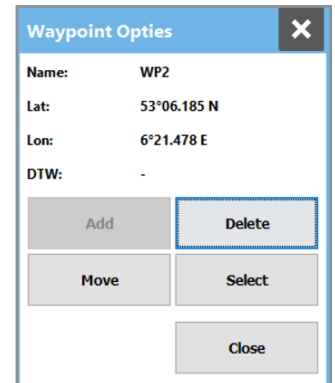 Waypoint Opties
Name: WP2
Lat: 53°06.185 N
Lon: 6°21.478 E
DTW: -
Add Delete
Move Select
Close